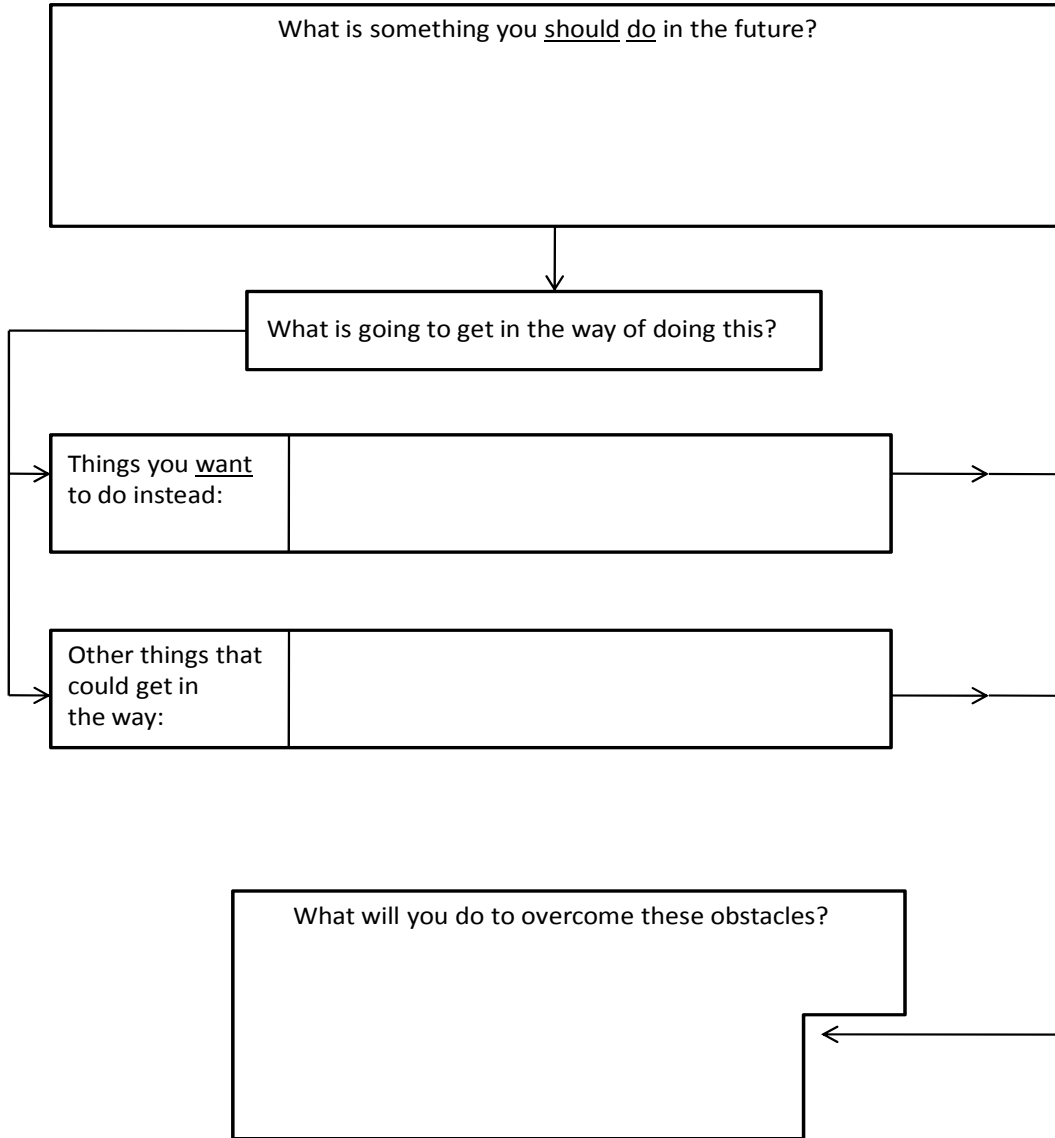 What is something you should do in the future?
What is going to get in the way of doing this?
Things you want
to do instead:
Other things that
could get in
the way:
What will you do to overcome these obstacles?